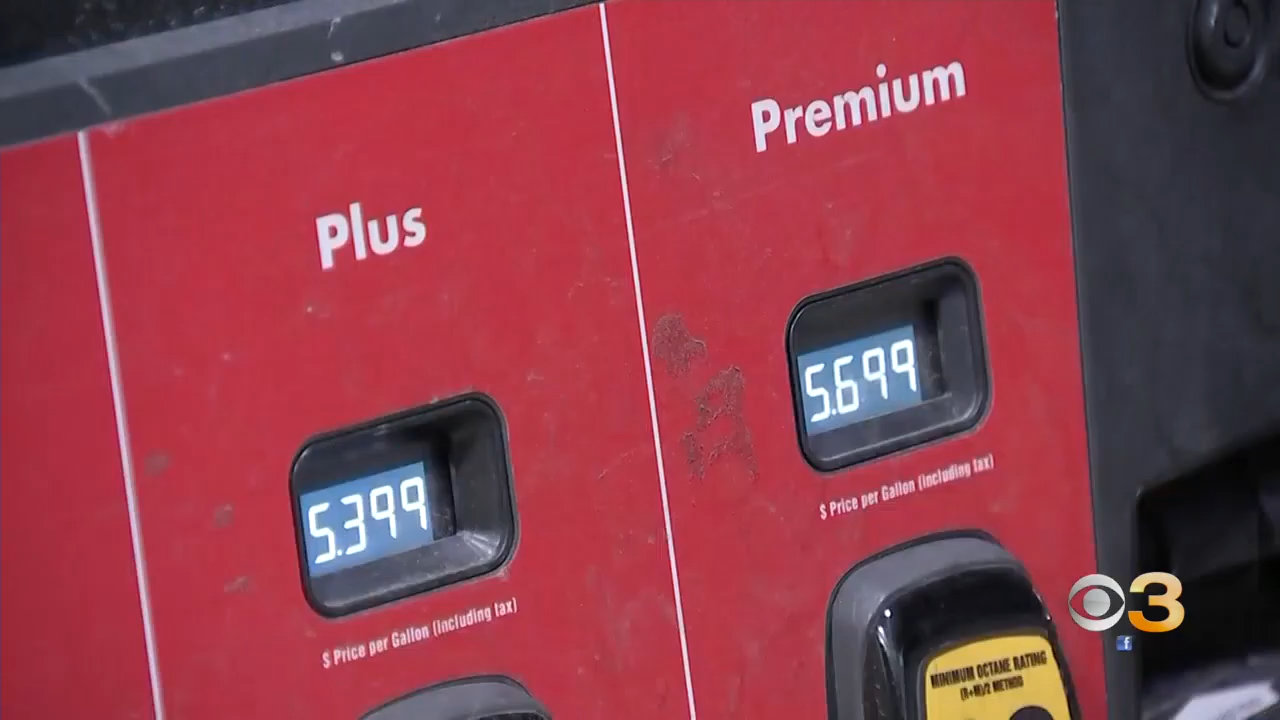 Plus
5.399
$ Price per Gallon (including tax)
Premium
5.699
$ Price per Gallon (including tax)
MINIMUM OCTANE RATING
(R+M)/2 METHOD
3
f